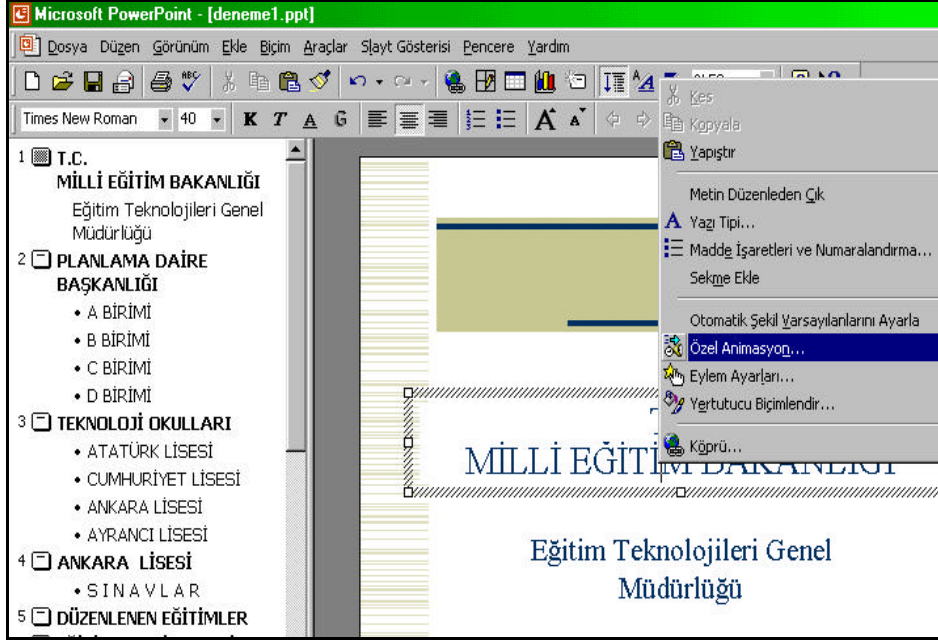 Microsoft PowerPoint - [deneme1.ppt]
Dosya Düzen Görünüm Ekle Biçim Araçlar Slayt Gösterisi Pencere Yardım
Times New Roman 40 K T A G
1 T.C.
MİLLİ EĞİTİM BAKANLIĞI
Eğitim Teknolojileri Genel
Müdürlüğü
2 PLANLAMA DAİRE
BAŞKANLIĞI
• A BİRİMİ
• B BİRİMİ
• C BİRİMİ
• D BİRİMİ
3 TEKNOLOJİ OKULLARI
• ATATÜRK LİSESİ
• CUMHURİYET LİSESİ
• ANKARA LİSESİ
• AYRANCI LİSESİ
4 ANKARA LİSESİ
• S I N A V L A R
5 DÜZENLENEN EĞİTİMLER
Kes
Kopyala
Yapıştır
Metin Düzenleden Çık
Yazı Tipi...
Madde İşaretleri ve Numaralandırma...
Sekme Ekle
Otomatik Şekil Varsayılanlarını Ayarla
Özel Animasyon...
Eylem Ayarları...
Yertutucu Biçimlendir...
Köprü...
MİLLİ EĞİTİM BAKANLIĞI
Eğitim Teknolojileri Genel
Müdürlüğü